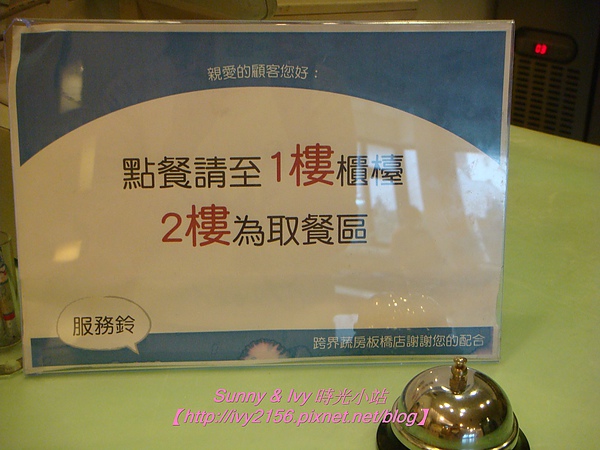 親愛的顧客您好：
點餐請至1樓櫃檯
2樓為取餐區
服務鈴
跨界蔬房板橋店謝謝您的配合
Sunny & Ivy 時光小站
【http://ivy2156.pixnet.net/blog】